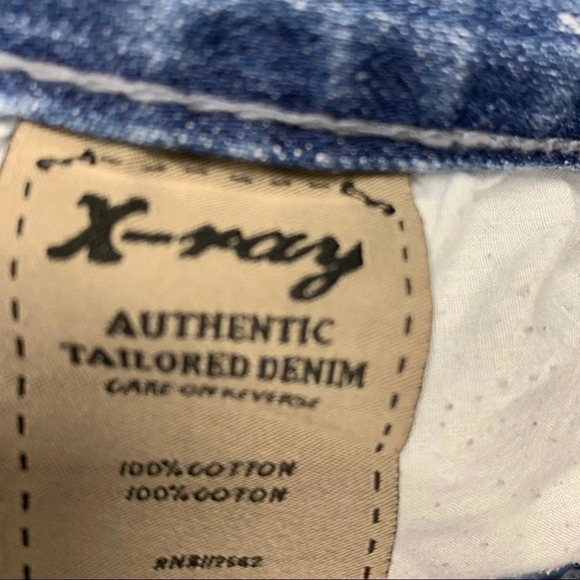 X-ray
AUTHENTIC
TAILORED DENIM
CARE ON REVERSE
100% COTTON
100% COTON
RN#112542